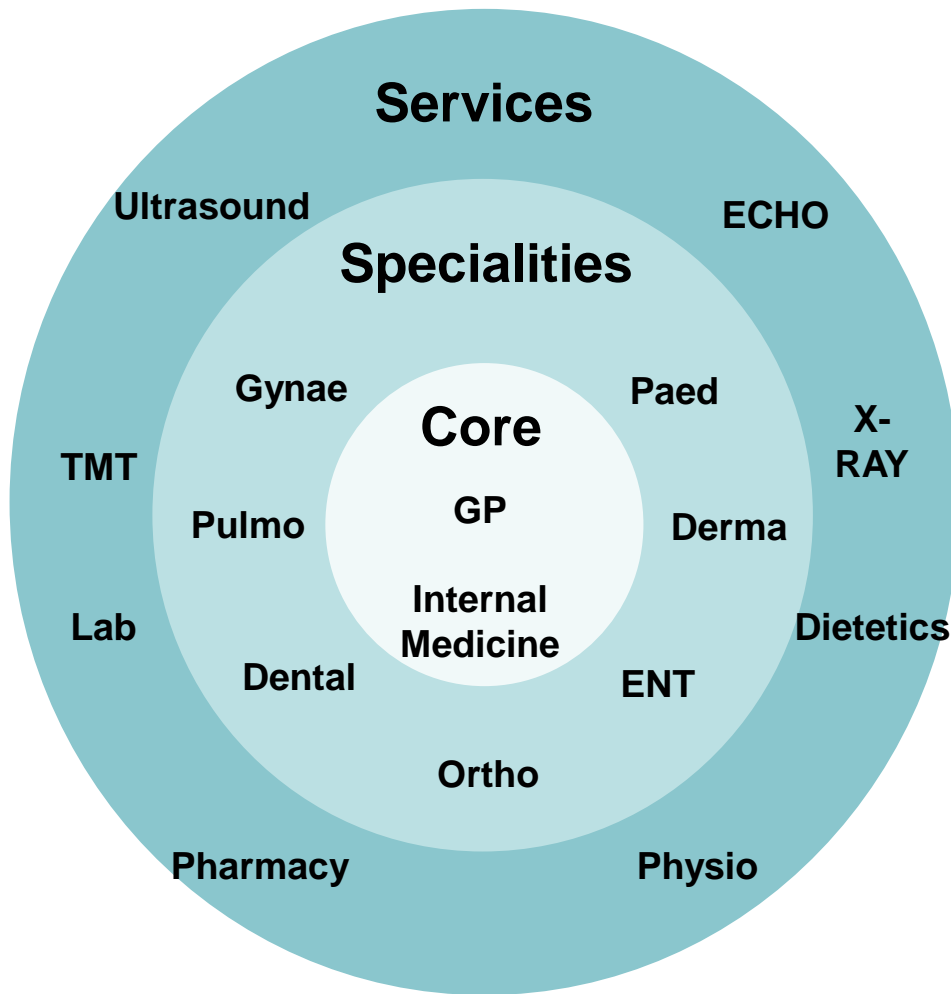 Services
Ultrasound
ECHO
Specialities
Gynae
Paed
Core
X-
RAY
TMT
GP
Pulmo
Derma
Internal
Medicine
Lab
Dietetics
Dental
ENT
Ortho
Pharmacy
Physio